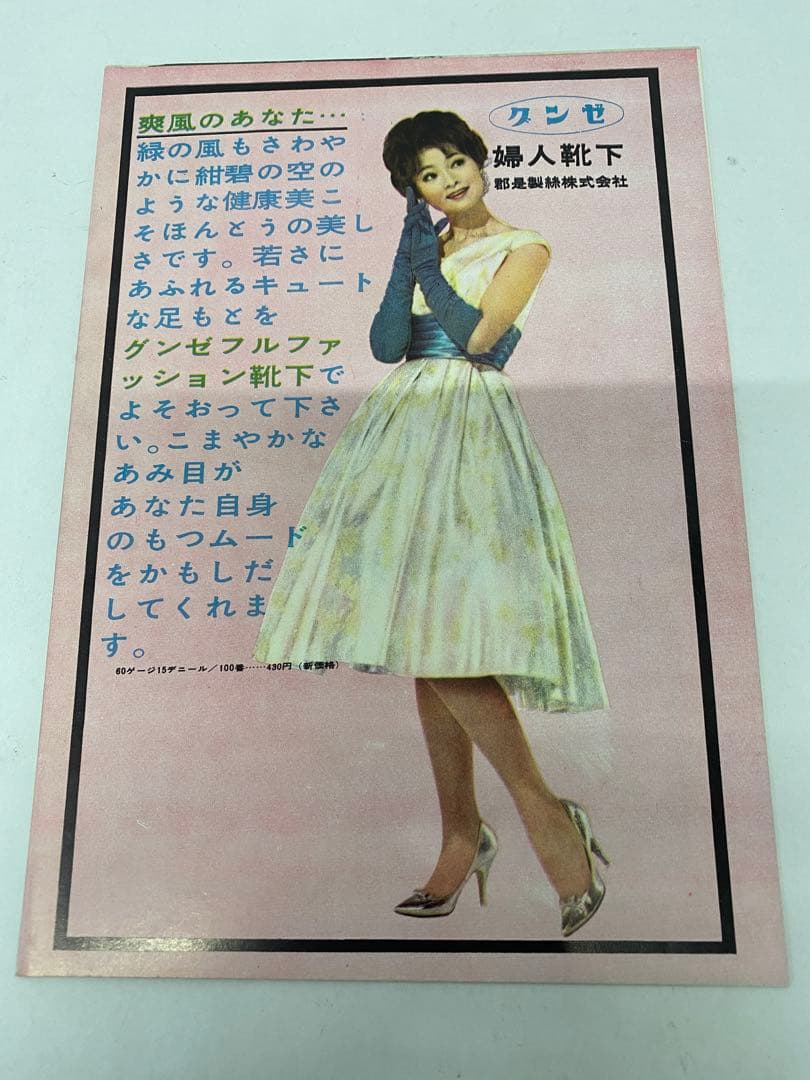 爽風のあなた…
緑の風もさわや
かに紺碧の空の
ような健康美こ
そほんとうの美し
さです。若さに
あふれるキュート
な足もとを
グンゼフルファ
ッション靴下で
よそおって下さ
い。こまやかな
あみ目が
あなた自身
のもつムード
をかもしだ
してくれま
す。
60ゲージ15デニール/100番……430円(新価格)
グンゼ
婦人靴下
郡是製絲株式会社